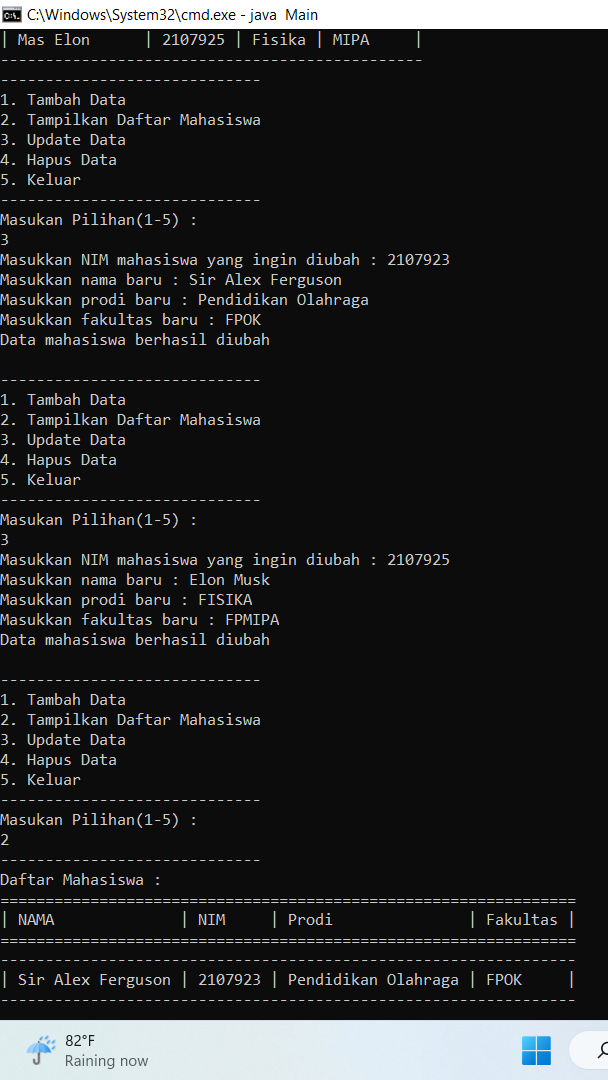 C:\Windows\System32\cmd.exe - java  Main
| Mas Elon      | 2107925 | Fisika | MIPA     |
-----------------------------------------------
-----------------------------
1. Tambah Data
2. Tampilkan Daftar Mahasiswa
3. Update Data
4. Hapus Data
5. Keluar
-----------------------------
Masukan Pilihan(1-5) :
3
Masukkan NIM mahasiswa yang ingin diubah : 2107923
Masukkan nama baru : Sir Alex Ferguson
Masukkan prodi baru : Pendidikan Olahraga
Masukkan fakultas baru : FPOK
Data mahasiswa berhasil diubah

-----------------------------
1. Tambah Data
2. Tampilkan Daftar Mahasiswa
3. Update Data
4. Hapus Data
5. Keluar
-----------------------------
Masukan Pilihan(1-5) :
3
Masukkan NIM mahasiswa yang ingin diubah : 2107925
Masukkan nama baru : Elon Musk
Masukkan prodi baru : FISIKA
Masukkan fakultas baru : FPMIPA
Data mahasiswa berhasil diubah

-----------------------------
1. Tambah Data
2. Tampilkan Daftar Mahasiswa
3. Update Data
4. Hapus Data
5. Keluar
-----------------------------
Masukan Pilihan(1-5) :
2
-----------------------------
Daftar Mahasiswa :
================================================================
| NAMA              | NIM     | Prodi               | Fakultas |
================================================================
----------------------------------------------------------------
| Sir Alex Ferguson | 2107923 | Pendidikan Olahraga | FPOK     |
----------------------------------------------------------------
82°F
Raining now